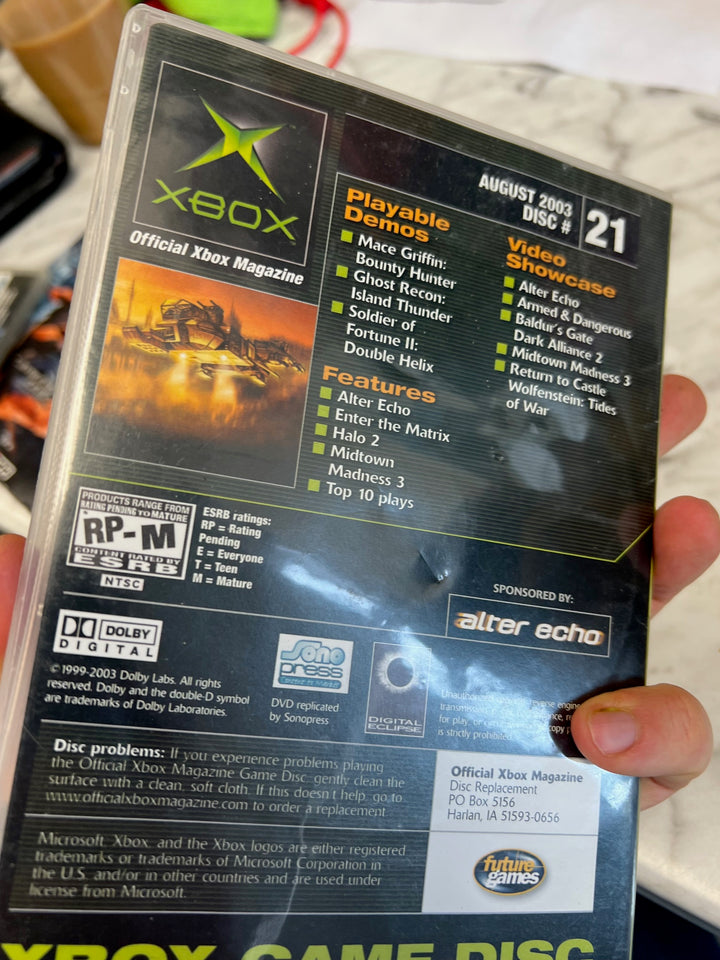 XBOX
Official Xbox Magazine
AUGUST 2003
DISC # 21
Playable
Demos
Mace Griffin:
Bounty Hunter
Ghost Recon:
Island Thunder
Soldier of
Fortune II:
Double Helix
Features
Alter Echo
Enter the Matrix
Halo 2
Midtown
Madness 3
Top 10 plays
Video
Showcase
Alter Echo
Armed & Dangerous
Baldur's Gate
Dark Alliance 2
Midtown Madness 3
Return to Castle
Wolfenstein: Tides
of War
PRODUCTS RANGE FROM
RATING PENDING TO MATURE
RP-M
CONTENT RATED BY
ESRB
NTSC
ESRB ratings:
RP = Rating
Pending
E = Everyone
T = Teen
M = Mature
SPONSORED BY:
alter echo
DOLBY
DIGITAL
© 1999-2003 Dolby Labs. All rights
reserved. Dolby and the double-D symbol
are trademarks of Dolby Laboratories.
Sono
press
DVD replicated
by Sonopress
DIGITAL
ECLIPSE
is strictly prohibited
Disc problems: If you experience problems playing
the Official Xbox Magazine Game Disc, gently clean the
surface with a clean, soft cloth. If this doesn't help, go to
www.officialxboxmagazine.com to order a replacement.
Official Xbox Magazine
Disc Replacement
PO Box 5156
Harlan, IA 51593-0656
Microsoft, Xbox, and the Xbox logos are either registered
trademarks or trademarks of Microsoft Corporation in
the U.S. and/or in other countries and are used under
license from Microsoft.
future
games
XBOX GAME DISC